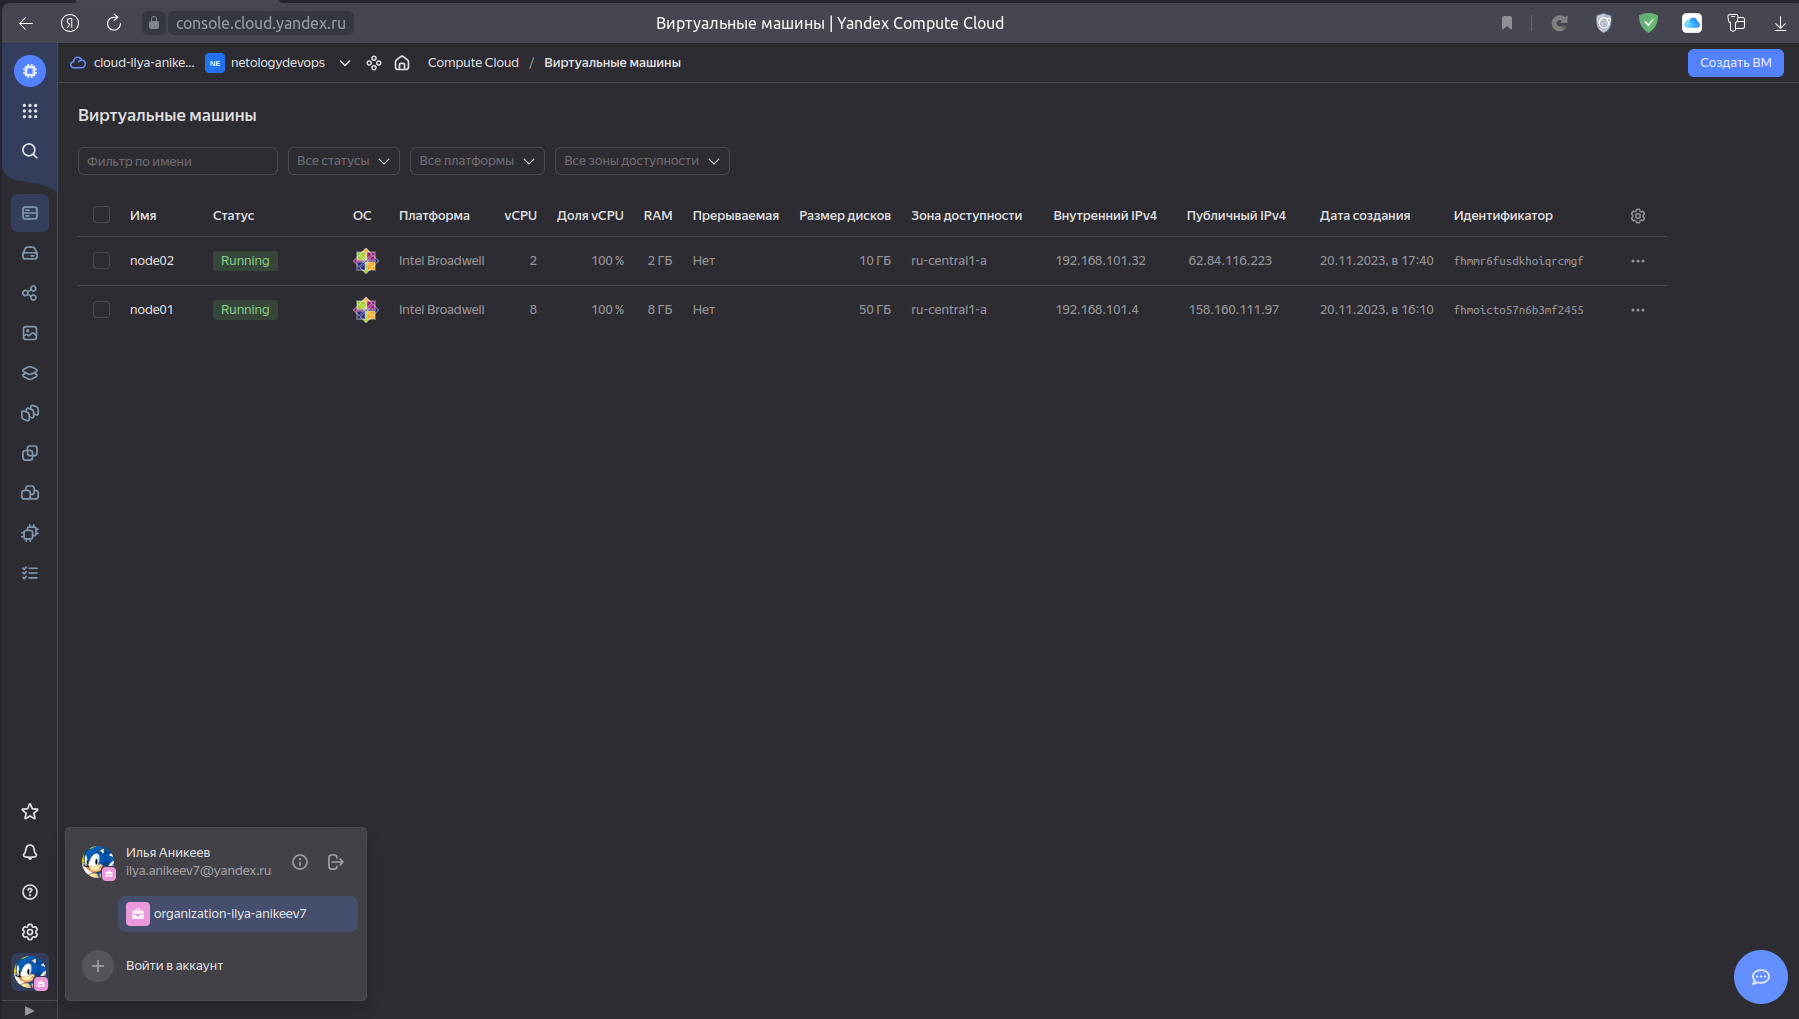 console.cloud.yandex.ru
Виртуальные машины | Yandex Compute Cloud
cloud-ilya-anike...
NE
netologydevops
Compute Cloud / Виртуальные машины
Создать ВМ
Виртуальные машины
Фильтр по имени
Все статусы
Все платформы
Все зоны доступности
Имя Статус ОС Платформа vCPU Доля vCPU RAM Прерываемая Размер дисков Зона доступности Внутренний IPv4 Публичный IPv4 Дата создания Идентификатор
node02 Running Intel Broadwell 2 100 % 2 ГБ Нет 10 ГБ ru-central1-a 192.168.101.32 62.84.116.223 20.11.2023, в 17:40 fhmmr6fusdkhoiqrcmgf
node01 Running Intel Broadwell 8 100 % 8 ГБ Нет 50 ГБ ru-central1-a 192.168.101.4 158.160.111.97 20.11.2023, в 16:10 fhmoicto57n6b3mf2455
Илья Аникеев
ilya.anikeev7@yandex.ru
organization-ilya-anikeev7
Войти в аккаунт